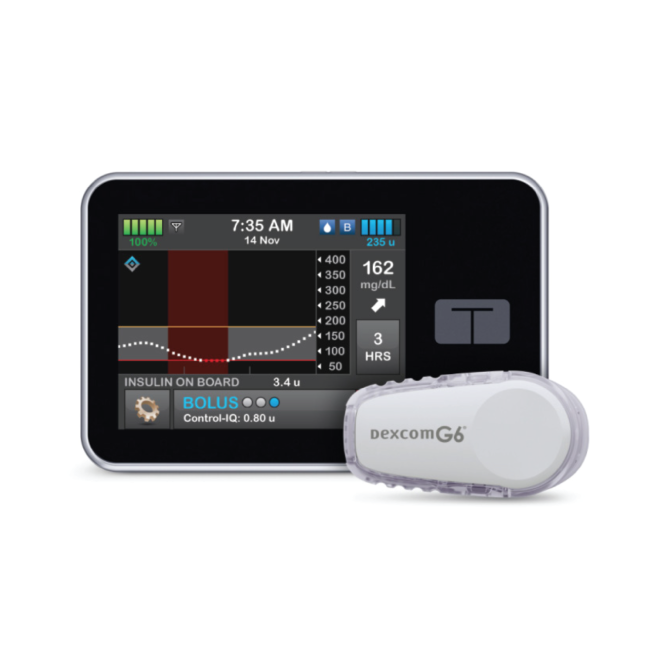 7:35 AM
B
100%
14 Nov
235 u
400
350
300
250
200
150
100
50
162
mg/dL
3
HRS
INSULIN ON BOARD 3.4 u
BOLUS
Control-IQ: 0.80 u
Dexcom G6